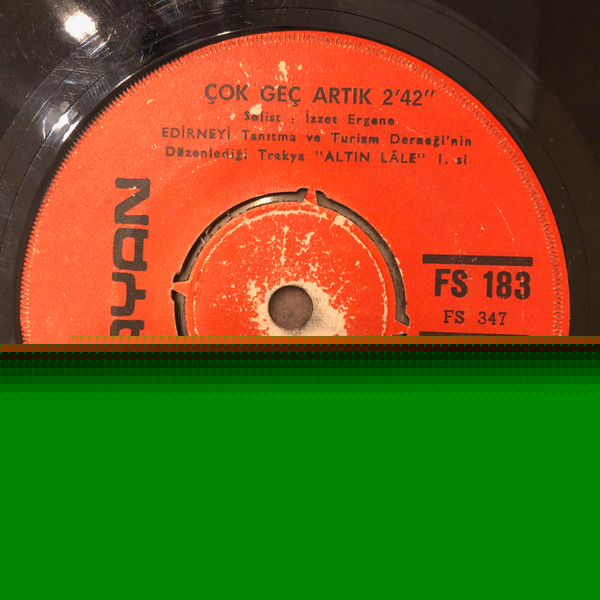 ÇOK GEÇ ARTIK 2'42"
Solist : İzzet Ergene
EDİRNEYİ Tanıtma ve Turizm Derneği'nin
Düzenlediği Trakya "ALTIN LÂLE" 1. si
FS 183
FS 347